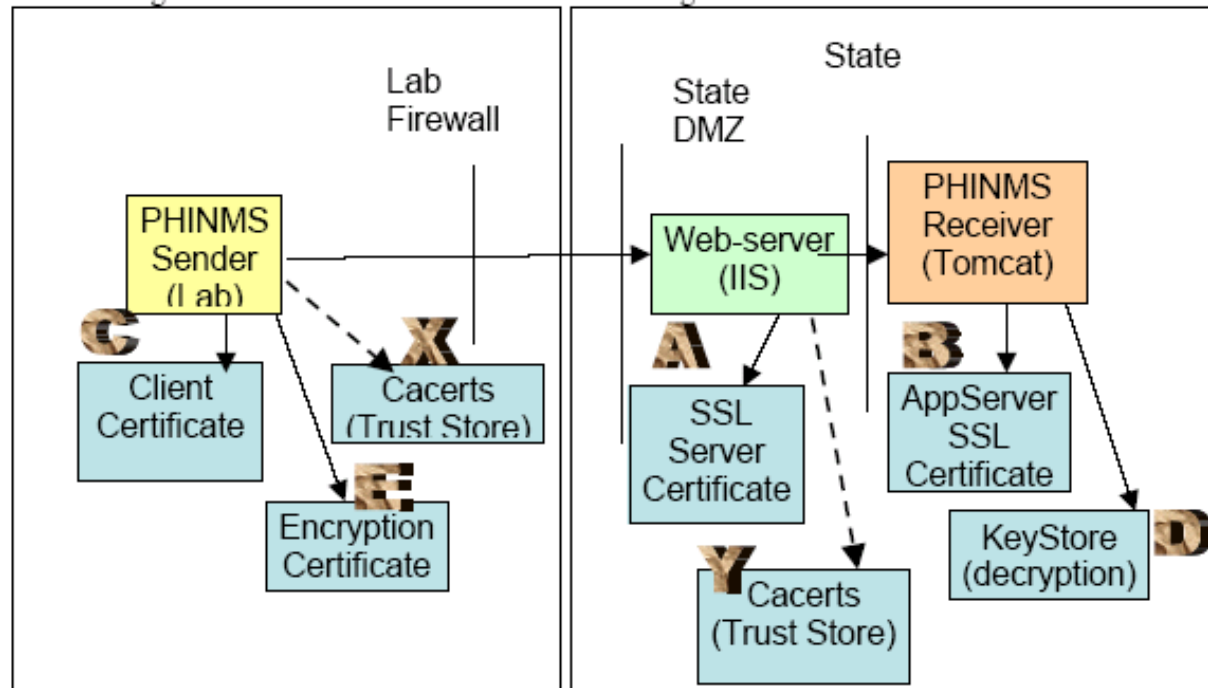 Lab
Firewall
State
State
DMZ
PHINMS
Sender
(Lab)
Web-server
(IIS)
PHINMS
Receiver
(Tomcat)
C
Client
Certificate
X
Cacerts
(Trust Store)
E
Encryption
Certificate
A
SSL
Server
Certificate
B
AppServer
SSL
Certificate
Y
Cacerts
(Trust Store)
KeyStore
(decryption)
D